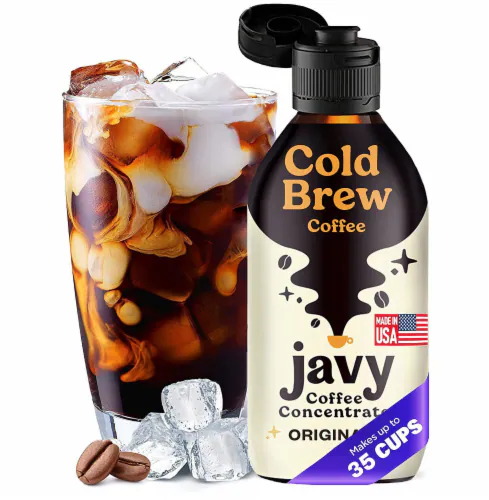 Cold
Brew
Coffee
MADE IN
USA
javy
Coffee
Concentrate
ORIGINA
Makes up to
35 CUPS